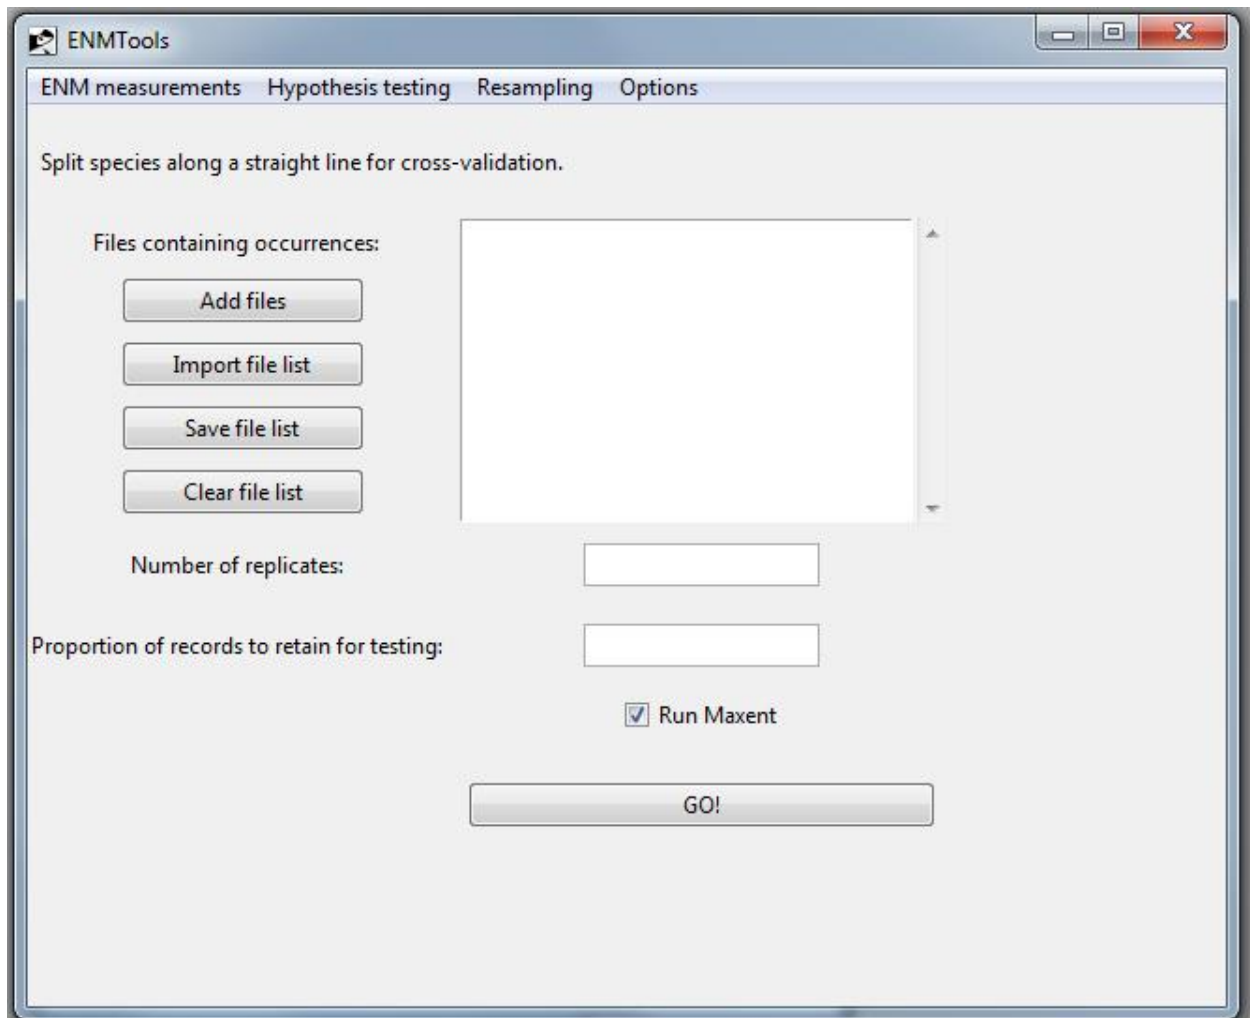 ENMTools
ENM measurements Hypothesis testing Resampling Options
Split species along a straight line for cross-validation.
Files containing occurrences:
Add files
Import file list
Save file list
Clear file list
Number of replicates:
Proportion of records to retain for testing:
Run Maxent
GO!